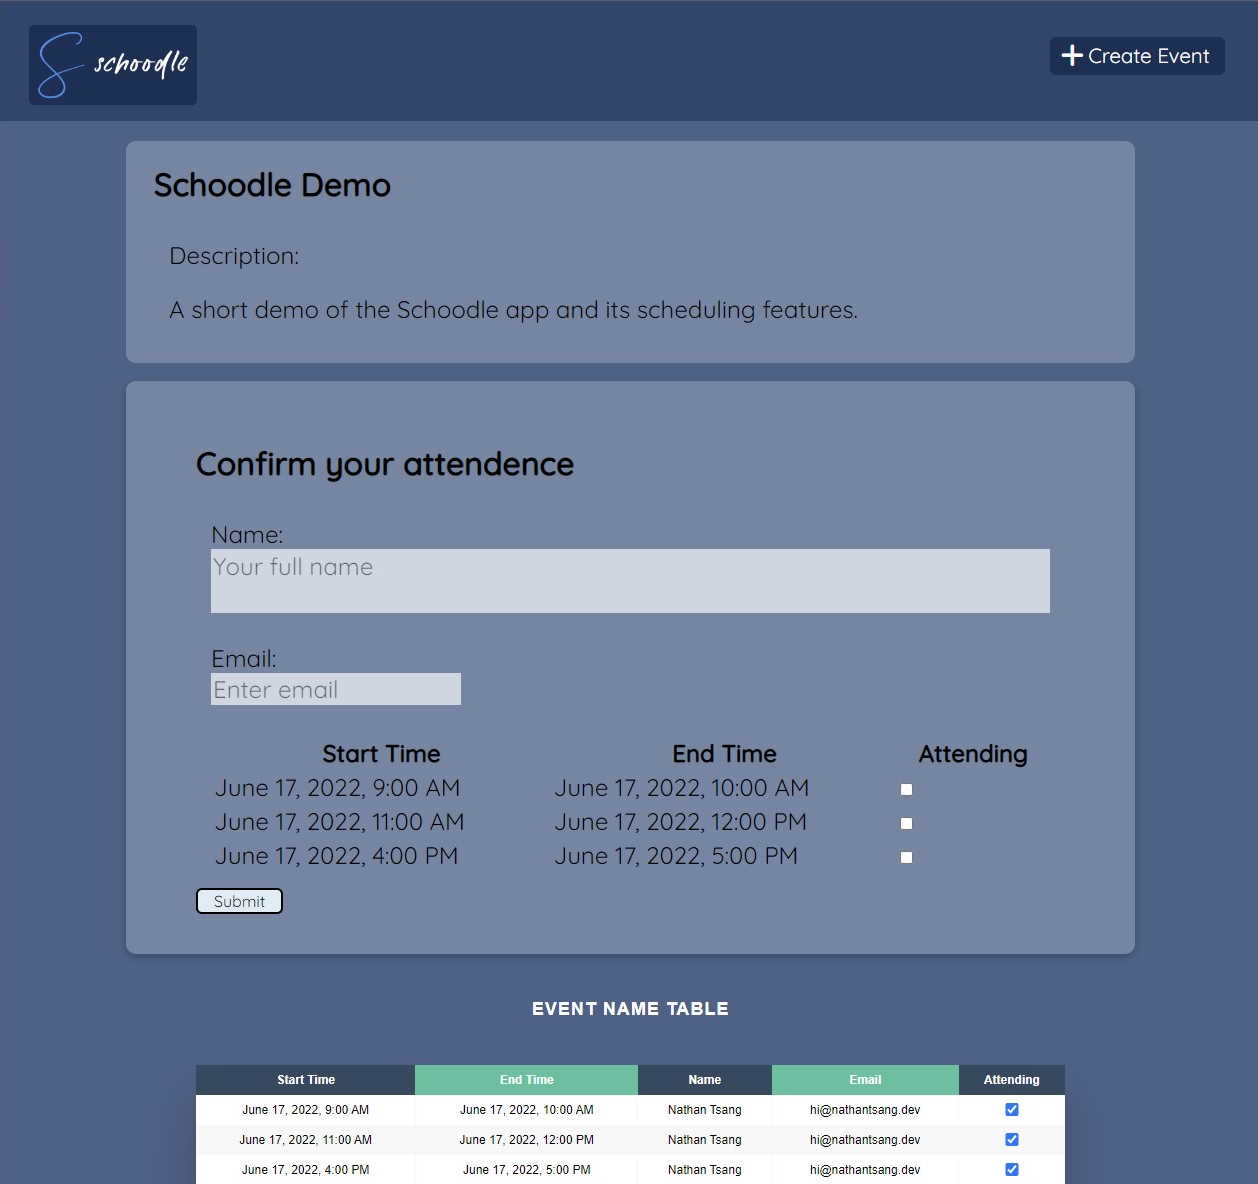 S schoodle
Create Event
Schoodle Demo
Description:
A short demo of the Schoodle app and its scheduling features.
Confirm your attendence
Name:
Your full name
Email:
Enter email
Start Time End Time Attending
June 17, 2022, 9:00 AM June 17, 2022, 10:00 AM
June 17, 2022, 11:00 AM June 17, 2022, 12:00 PM
June 17, 2022, 4:00 PM June 17, 2022, 5:00 PM
Submit
EVENT NAME TABLE
Start Time End Time Name Email Attending
June 17, 2022, 9:00 AM June 17, 2022, 10:00 AM Nathan Tsang hi@nathantsang.dev
June 17, 2022, 11:00 AM June 17, 2022, 12:00 PM Nathan Tsang hi@nathantsang.dev
June 17, 2022, 4:00 PM June 17, 2022, 5:00 PM Nathan Tsang hi@nathantsang.dev